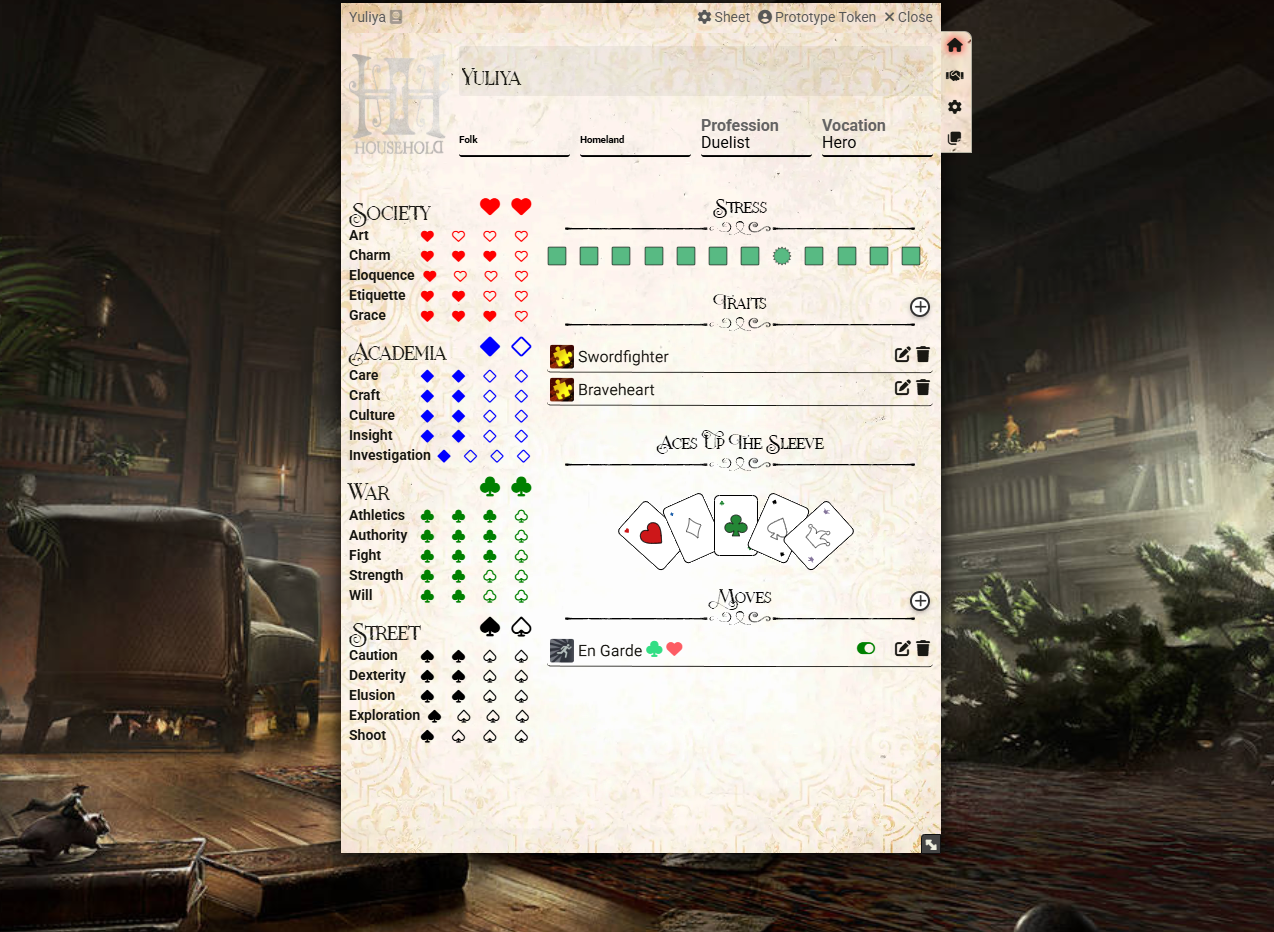 Yuliya
Sheet
Prototype Token
Close
HH
HOUSEHOLD
Yuliya
Folk
Homeland
Profession
Duelist
Vocation
Hero
Society
Art
Charm
Eloquence
Etiquette
Grace
Academia
Care
Craft
Culture
Insight
Investigation
War
Athletics
Authority
Fight
Strength
Will
Street
Caution
Dexterity
Elusion
Exploration
Shoot
Stress
Traits
Swordfighter
Braveheart
Aces Up The Sleeve
Moves
En Garde